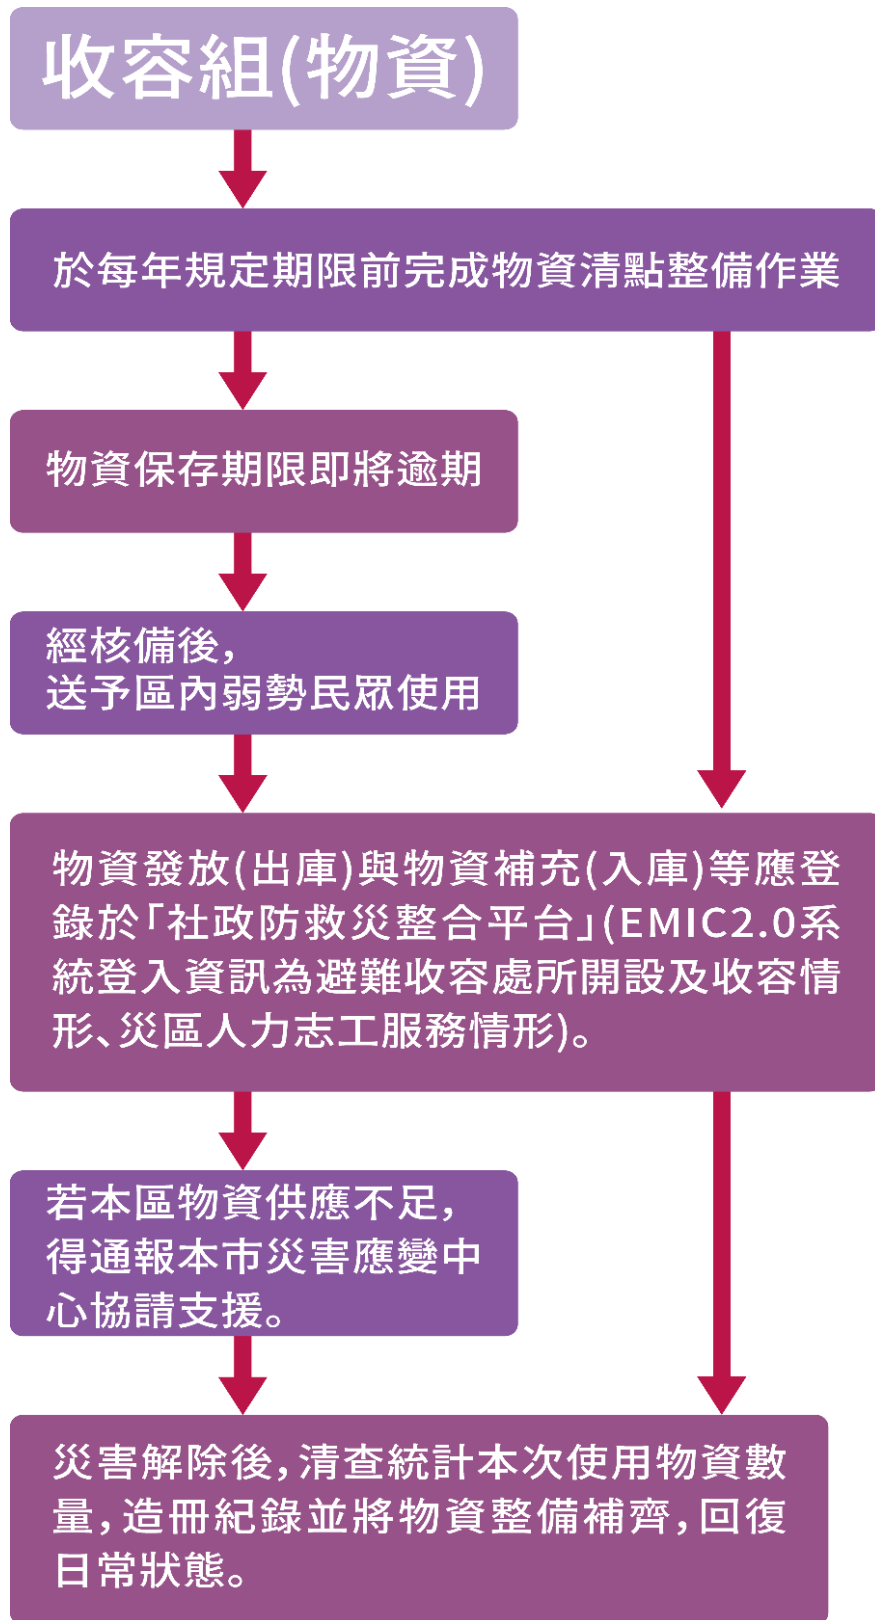 收容組(物資)
於每年規定期限前完成物資清點整備作業
物資保存期限即將逾期
經核備後，
送予區內弱勢民眾使用
物資發放(出庫)與物資補充(入庫)等應登
錄於「社政防救災整合平台」(EMIC2.0系
統登入資訊為避難收容處所開設及收容情
形、災區人力志工服務情形)。
若本區物資供應不足，
得通報本市災害應變中
心協請支援。
災害解除後，清查統計本次使用物資數
量，造冊紀錄並將物資整備補齊，回復
日常狀態。